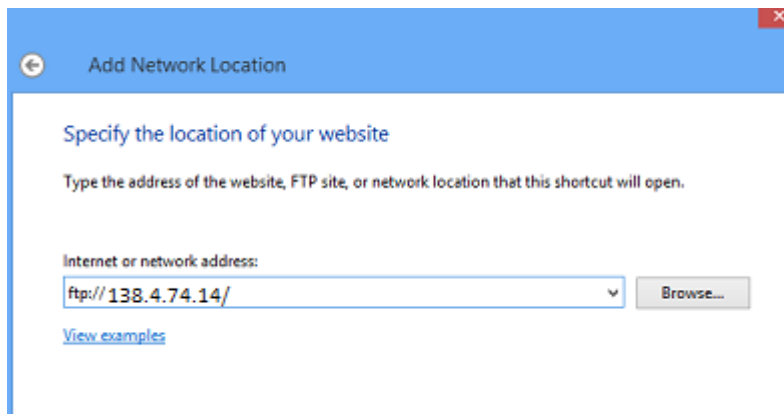 Add Network Location
Specify the location of your website
Type the address of the website, FTP site, or network location that this shortcut will open.
Internet or network address:
ftp://138.4.74.14/ Browse...
View examples